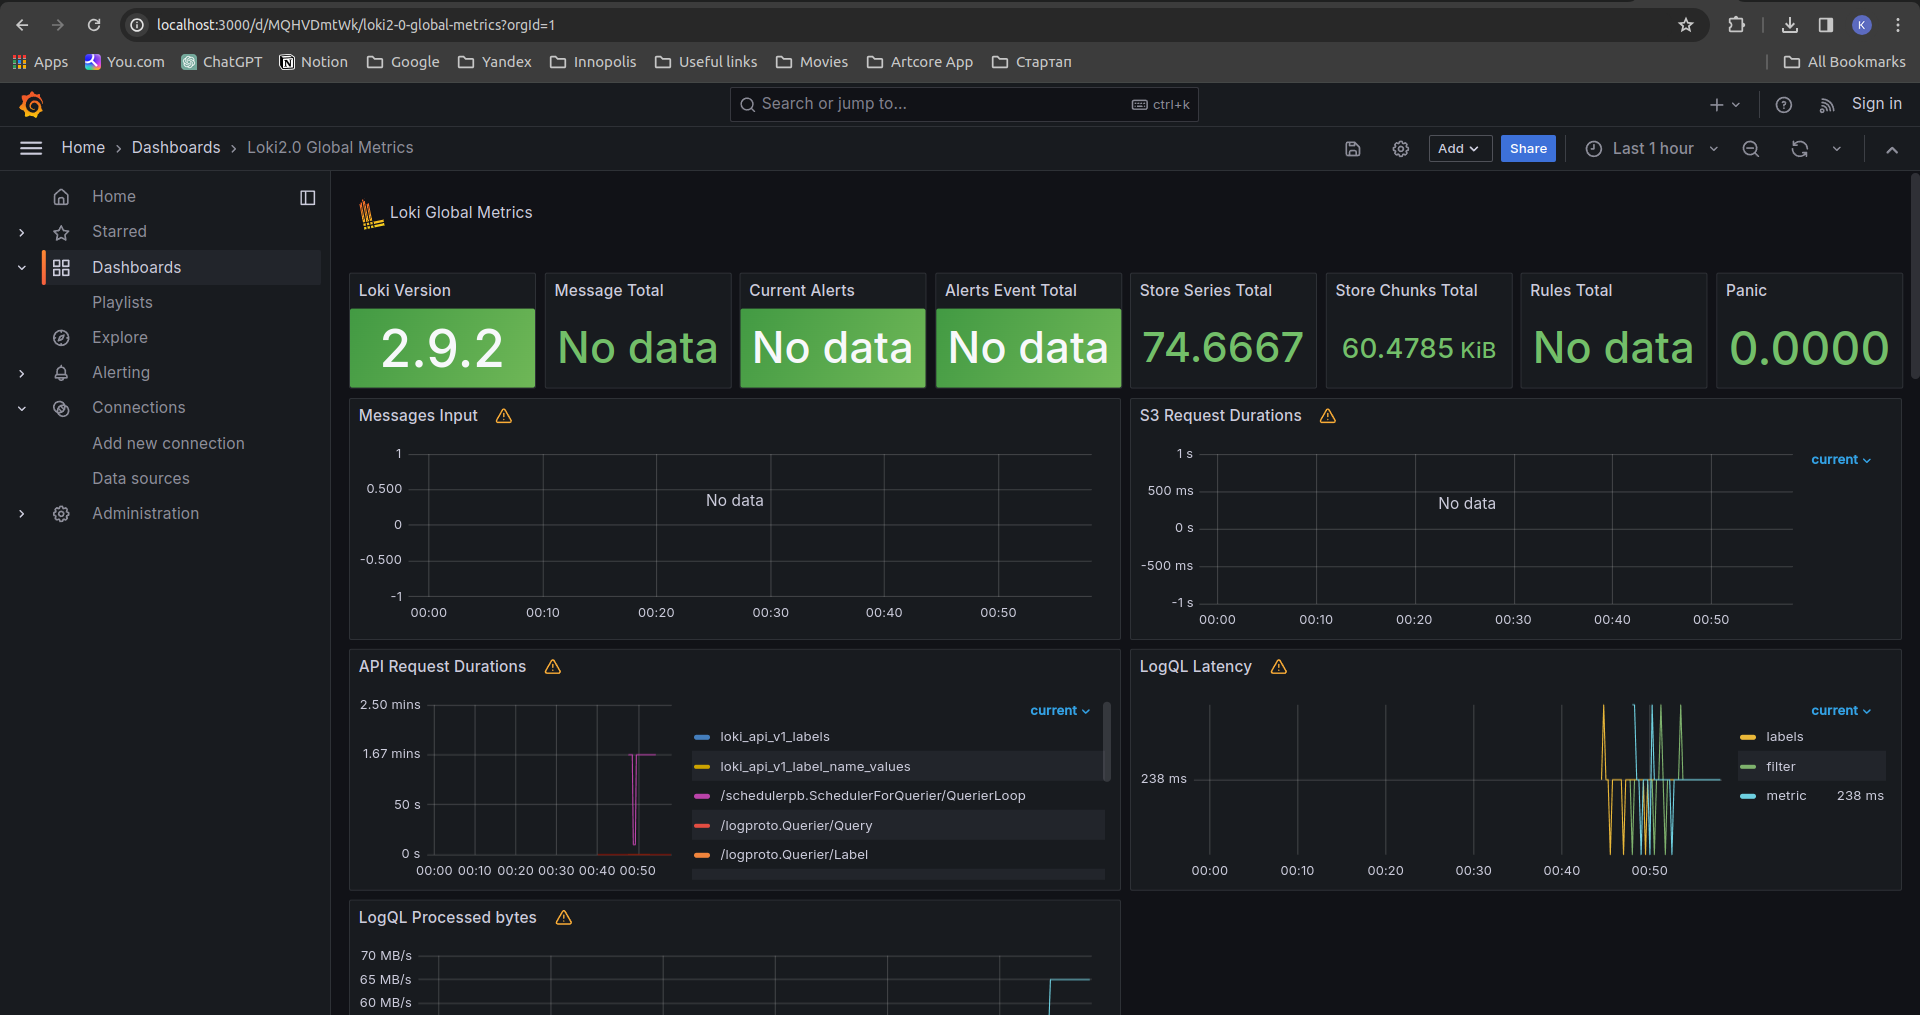 localhost:3000/d/MQHVDmtWk/loki2-0-global-metrics?orgId=1
K
Apps You.com ChatGPT Notion Google Yandex Innopolis Useful links Movies Artcore App Стартап All Bookmarks
Search or jump to... ctrl+k Sign in
Home › Dashboards › Loki2.0 Global Metrics
Add Share Last 1 hour
Home
Starred
Dashboards
Playlists
Explore
Alerting
Connections
Add new connection
Data sources
Administration
Loki Global Metrics
Loki Version
2.9.2
Message Total
No data
Current Alerts
No data
Alerts Event Total
No data
Store Series Total
74.6667
Store Chunks Total
60.4785 KiB
Rules Total
No data
Panic
0.0000
Messages Input
1
0.500
0
-0.500
-1
No data
00:00 00:10 00:20 00:30 00:40 00:50
S3 Request Durations
1 s
500 ms
0 s
-500 ms
-1 s
No data
current
00:00 00:10 00:20 00:30 00:40 00:50
API Request Durations
2.50 mins
1.67 mins
50 s
0 s
00:00 00:10 00:20 00:30 00:40 00:50
current
loki_api_v1_labels
loki_api_v1_label_name_values
/schedulerpb.SchedulerForQuerier/QuerierLoop
/logproto.Querier/Query
/logproto.Querier/Label
LogQL Latency
238 ms
00:00 00:10 00:20 00:30 00:40 00:50
current
labels
filter
metric 238 ms
LogQL Processed bytes
70 MB/s
65 MB/s
60 MB/s